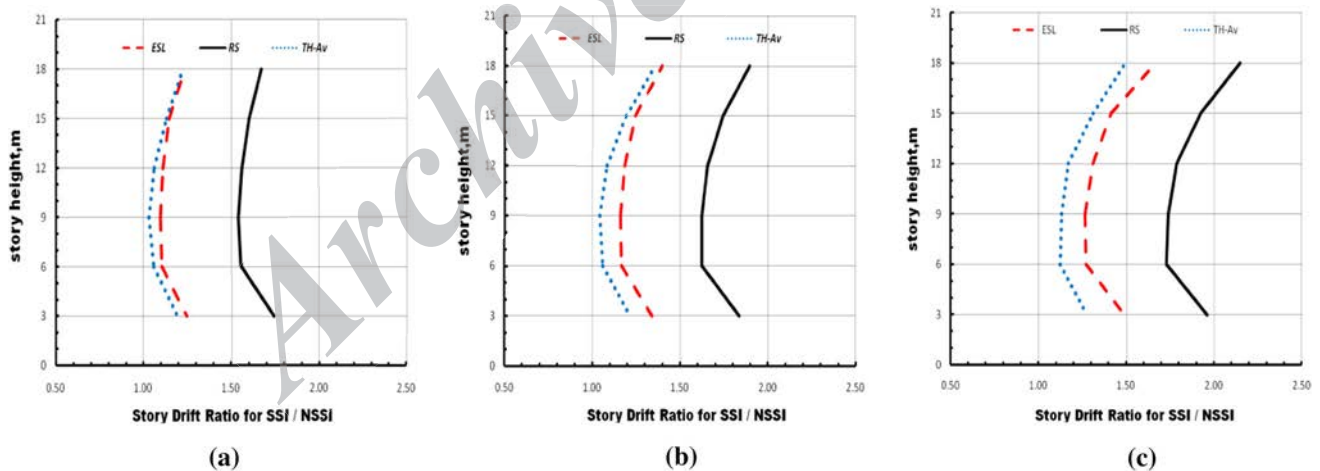 21
18
15
12
9
6
3
0
story height,m
ESL RS TH-Av
0.50 1.00 1.50 2.00 2.50
Story Drift Ratio for SSI / NSSI
(a)
21
18
15
12
9
6
3
0
story height,m
ESL RS TH-Av
0.50 1.00 1.50 2.00 2.50
Story Drift Ratio for SSI / NSSI
(b)
21
18
15
12
9
6
3
0
story height,m
ESL RS TH-Av
0.50 1.00 1.50 2.00 2.50
Story Drift Ratio for SSI / NSSI
(c)
Archive